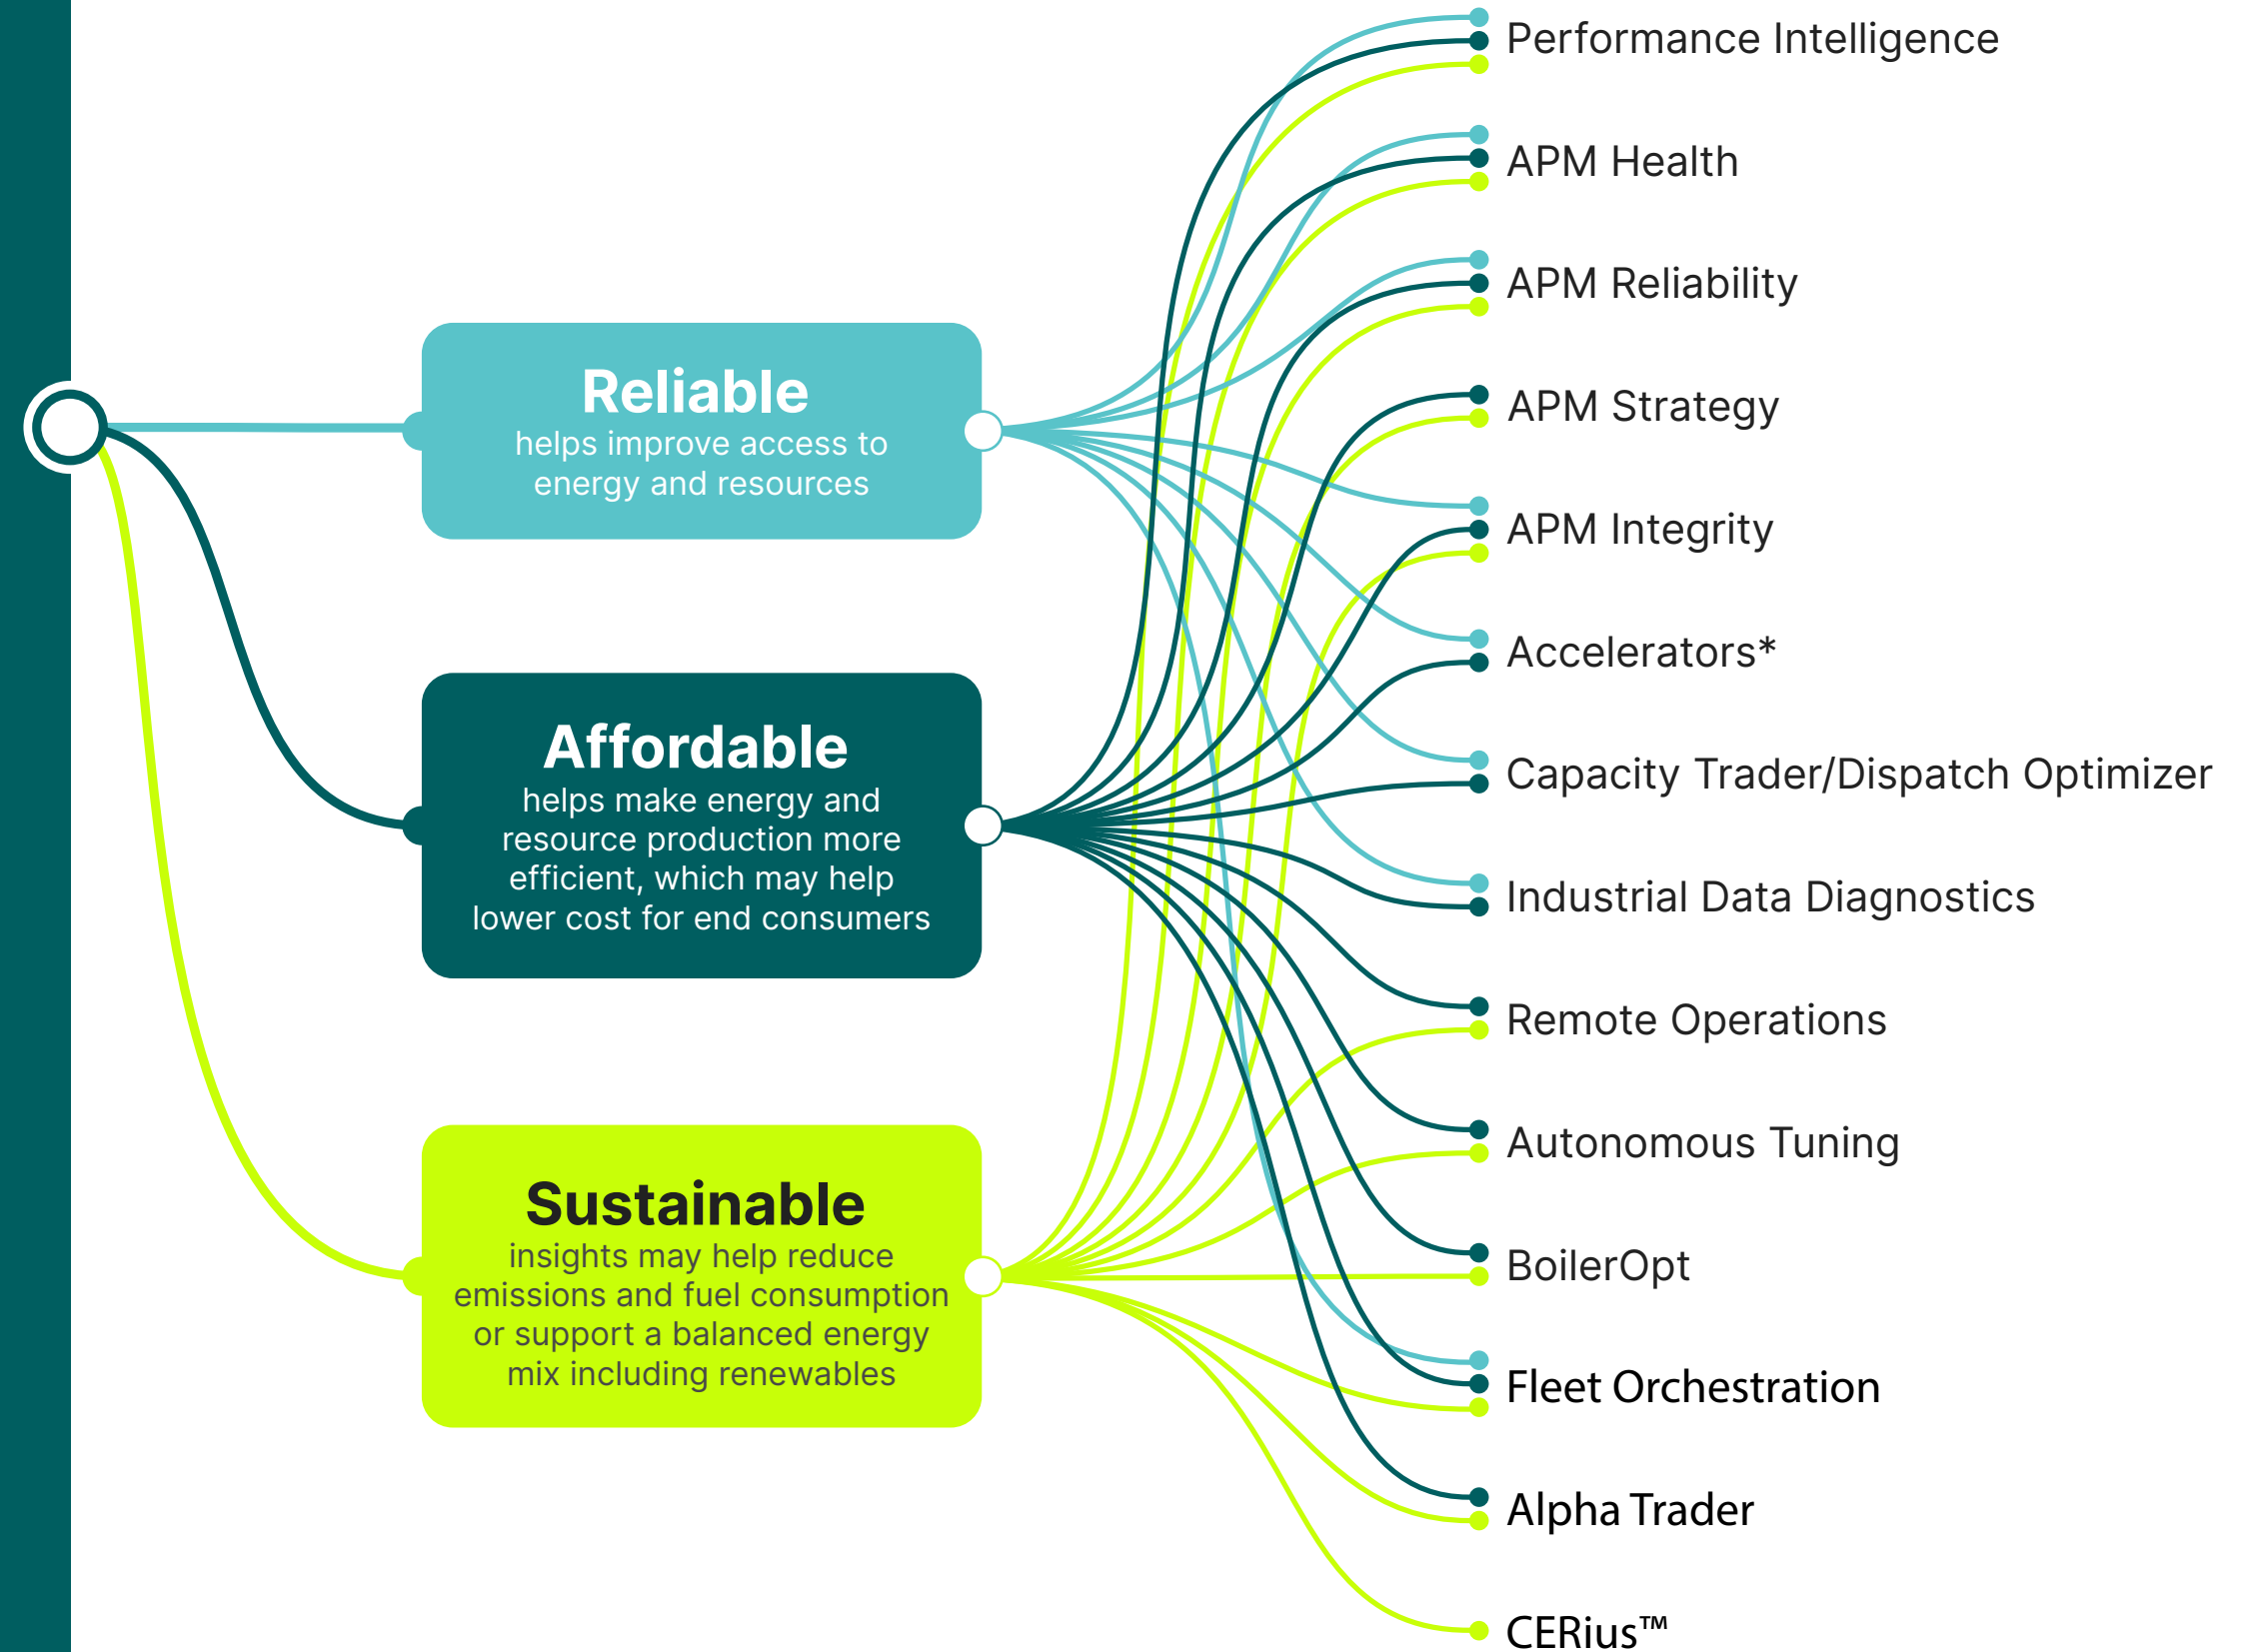 Reliable
helps improve access to
energy and resources
Affordable
helps make energy and
resource production more
efficient, which may help
lower cost for end consumers
Sustainable
insights may help reduce
emissions and fuel consumption
or support a balanced energy
mix including renewables
Performance Intelligence
APM Health
APM Reliability
APM Strategy
APM Integrity
Accelerators*
Capacity Trader/Dispatch Optimizer
Industrial Data Diagnostics
Remote Operations
Autonomous Tuning
BoilerOpt
Fleet Orchestration
Alpha Trader
CERius™